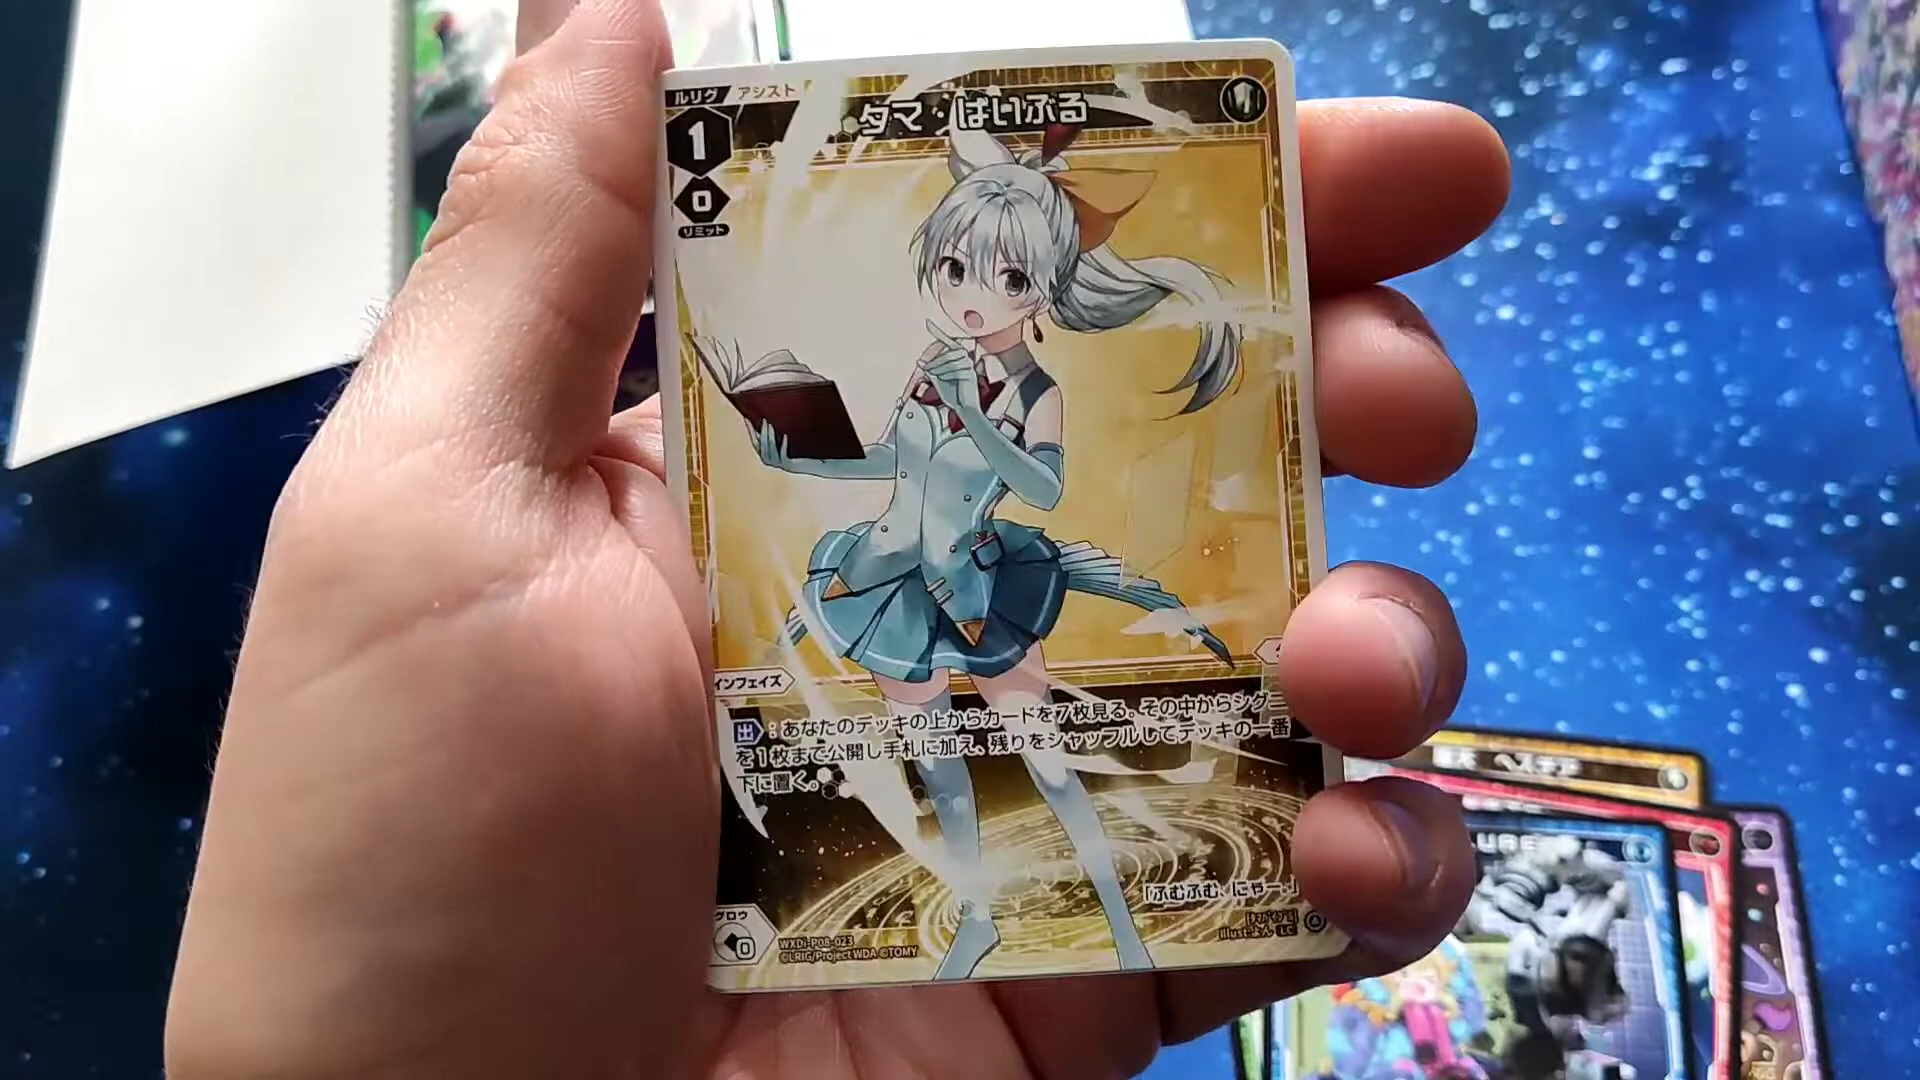 ルリグ アシスト
タマ・ばいぶる
1
0
リミット
インフェイズ
出:あなたのデッキの上からカードを7枚見る。その中からシグニ
を1枚まで公開し手札に加え、残りをシャッフルしてデッキの一番
下に置く。
「ふむふむ、にゃー。」
グロウ
0
WXDi-P08-023
Illust.よん LC
©LRIG/Project WDA ©TOMY